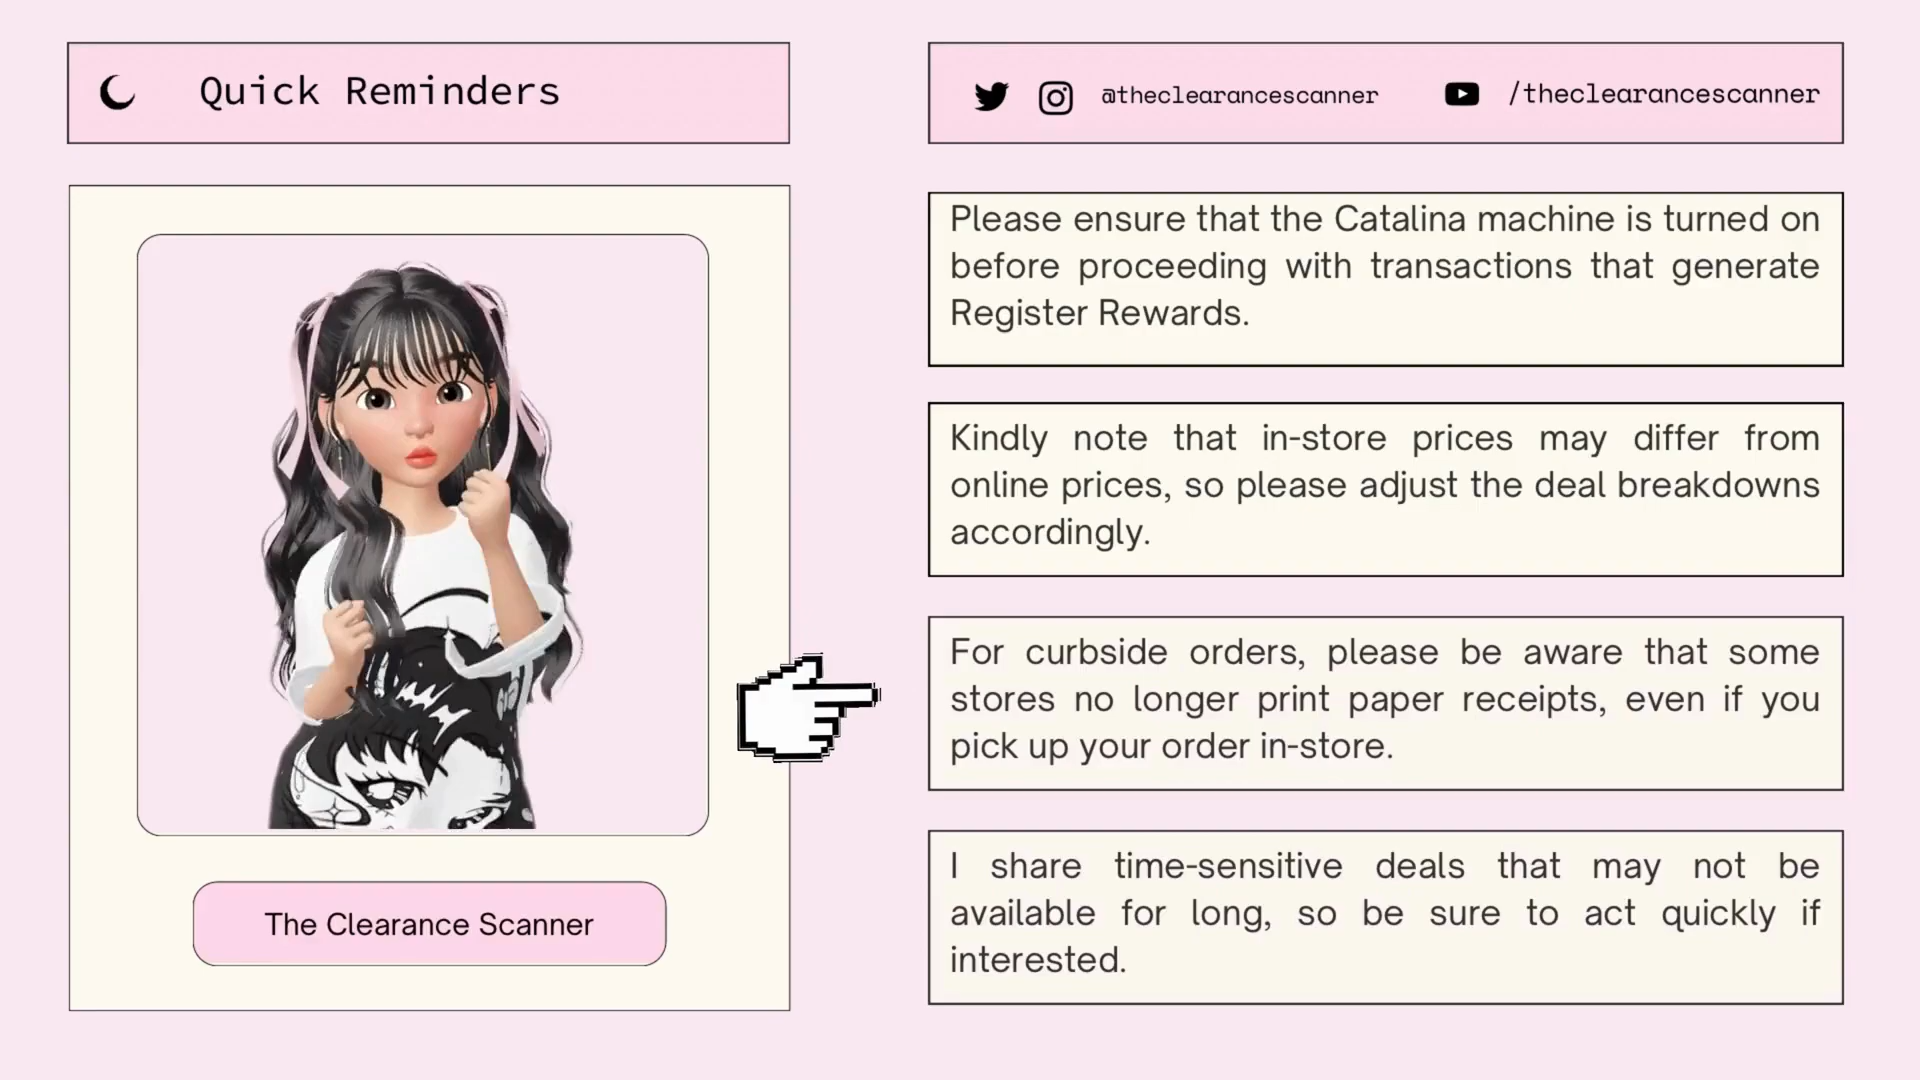 Quick Reminders
@theclearancescanner
/theclearancescanner
Please ensure that the Catalina machine is turned on
before proceeding with transactions that generate
Register Rewards.
Kindly note that in-store prices may differ from
online prices, so please adjust the deal breakdowns
accordingly.
For curbside orders, please be aware that some
stores no longer print paper receipts, even if you
pick up your order in-store.
I share time-sensitive deals that may not be
available for long, so be sure to act quickly if
interested.
The Clearance Scanner